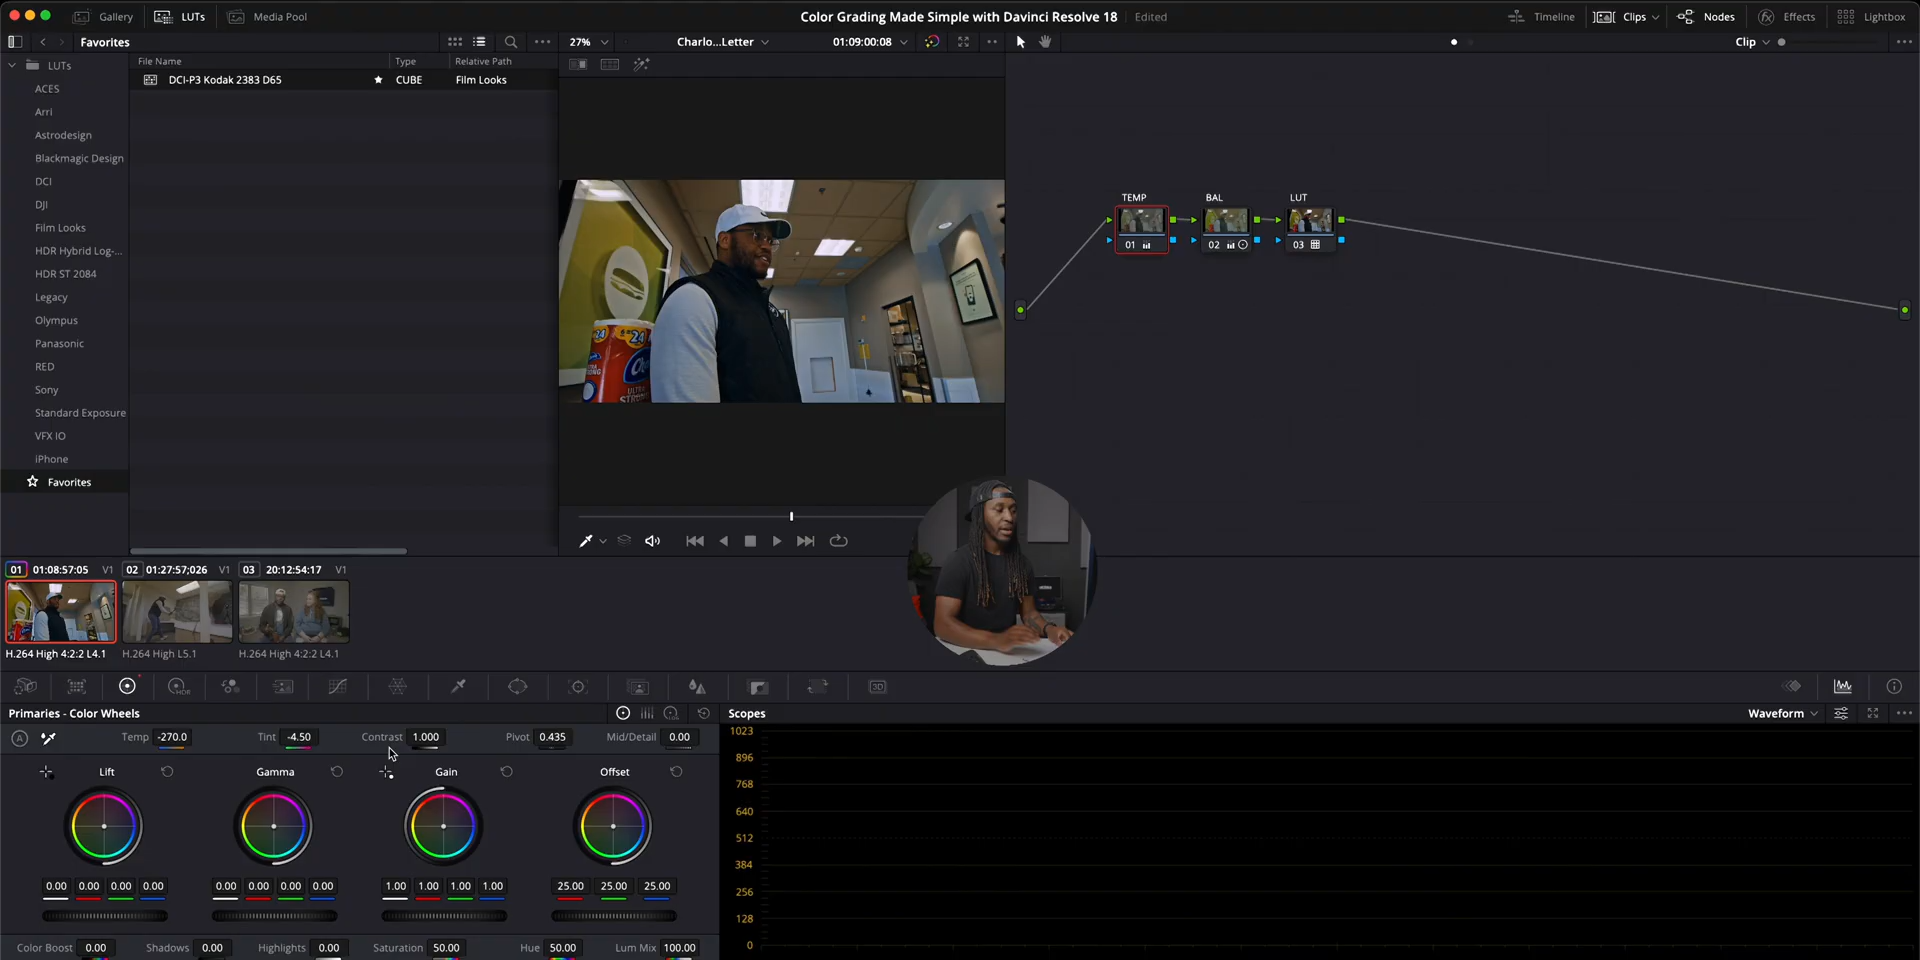 Gallery LUTs Media Pool Color Grading Made Simple with Davinci Resolve 18 Edited Timeline Clips Nodes Effects Lightbox
Favorites 27% Charlo...Letter 01:09:00:08 Clip
LUTs
ACES
Arri
Astrodesign
Blackmagic Design
DCI
DJI
Film Looks
HDR Hybrid Log-...
HDR ST 2084
Legacy
Olympus
Panasonic
RED
Sony
Standard Exposure
VFX IO
iPhone
Favorites
File Name Type Relative Path
DCI-P3 Kodak 2383 D65 CUBE Film Looks
24 24
ULTRA
STRONG
TEMP BAL LUT
01 02 03
01 01:08:57:05 V1 02 01:27:57;026 V1 03 20:12:54:17 V1
H.264 High 4:2:2 L4.1 H.264 High L5.1 H.264 High 4:2:2 L4.1
HDR
3D
Primaries - Color Wheels
A Temp -270.0 Tint -4.50 Contrast 1.000 Pivot 0.435 Mid/Detail 0.00
Lift Gamma Gain Offset
0.00 0.00 0.00 0.00 0.00 0.00 0.00 0.00 1.00 1.00 1.00 1.00 25.00 25.00 25.00
Color Boost 0.00 Shadows 0.00 Highlights 0.00 Saturation 50.00 Hue 50.00 Lum Mix 100.00
Scopes Waveform
1023
896
768
640
512
384
256
128
0